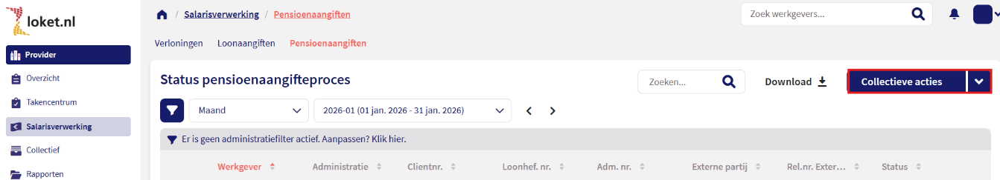 loket.nl
Provider
Overzicht
Takencentrum
Salarisverwerking
Collectief
Rapporten
/ Salarisverwerking / Pensioenaangiften
Zoek werkgevers...
Verloningen Loonaangiften Pensioenaangiften
Status pensioenaangifteproces
Zoeken...
Download
Collectieve acties
Maand
2026-01 (01 jan. 2026 - 31 jan. 2026)
Er is geen administratiefilter actief. Aanpassen? Klik hier.
Werkgever Administratie Clientnr. Loonhef. nr. Adm. nr. Externe partij Rel.nr. Exter... Status